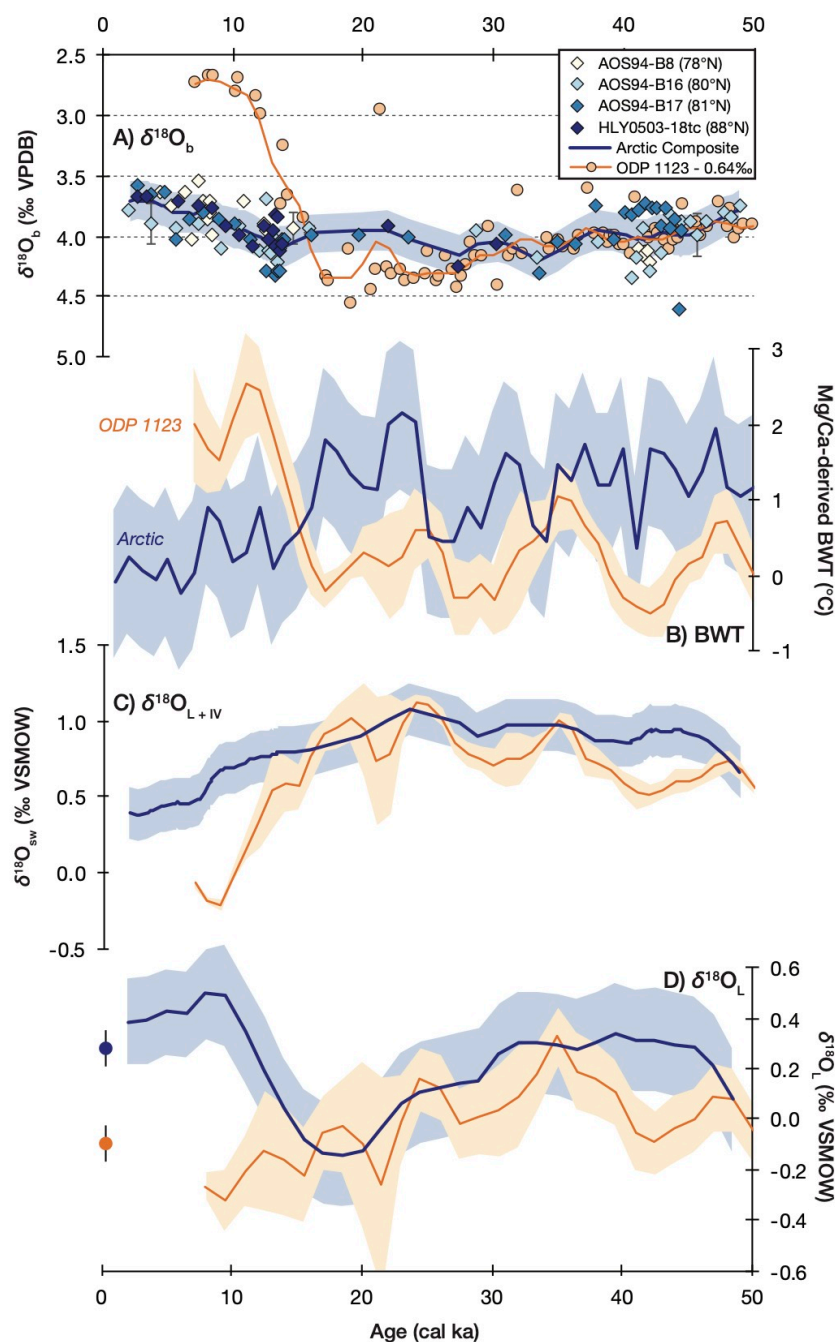 0 10 20 30 40 50
2.5
3.0
3.5
4.0
4.5
5.0
δ¹⁸O_b (‰ VPDB)
A) δ¹⁸O_b
AOS94-B8 (78°N)
AOS94-B16 (80°N)
AOS94-B17 (81°N)
HLY0503-18tc (88°N)
Arctic Composite
ODP 1123 - 0.64‰
ODP 1123
Arctic
3
2
1
0
-1
Mg/Ca-derived BWT (°C)
B) BWT
1.5
1.0
0.5
0.0
-0.5
δ¹⁸O_sw (‰ VSMOW)
C) δ¹⁸O_L + IV
D) δ¹⁸O_L
0.6
0.4
0.2
0.0
-0.2
-0.4
-0.6
δ¹⁸O_L (‰ VSMOW)
0 10 20 30 40 50
Age (cal ka)